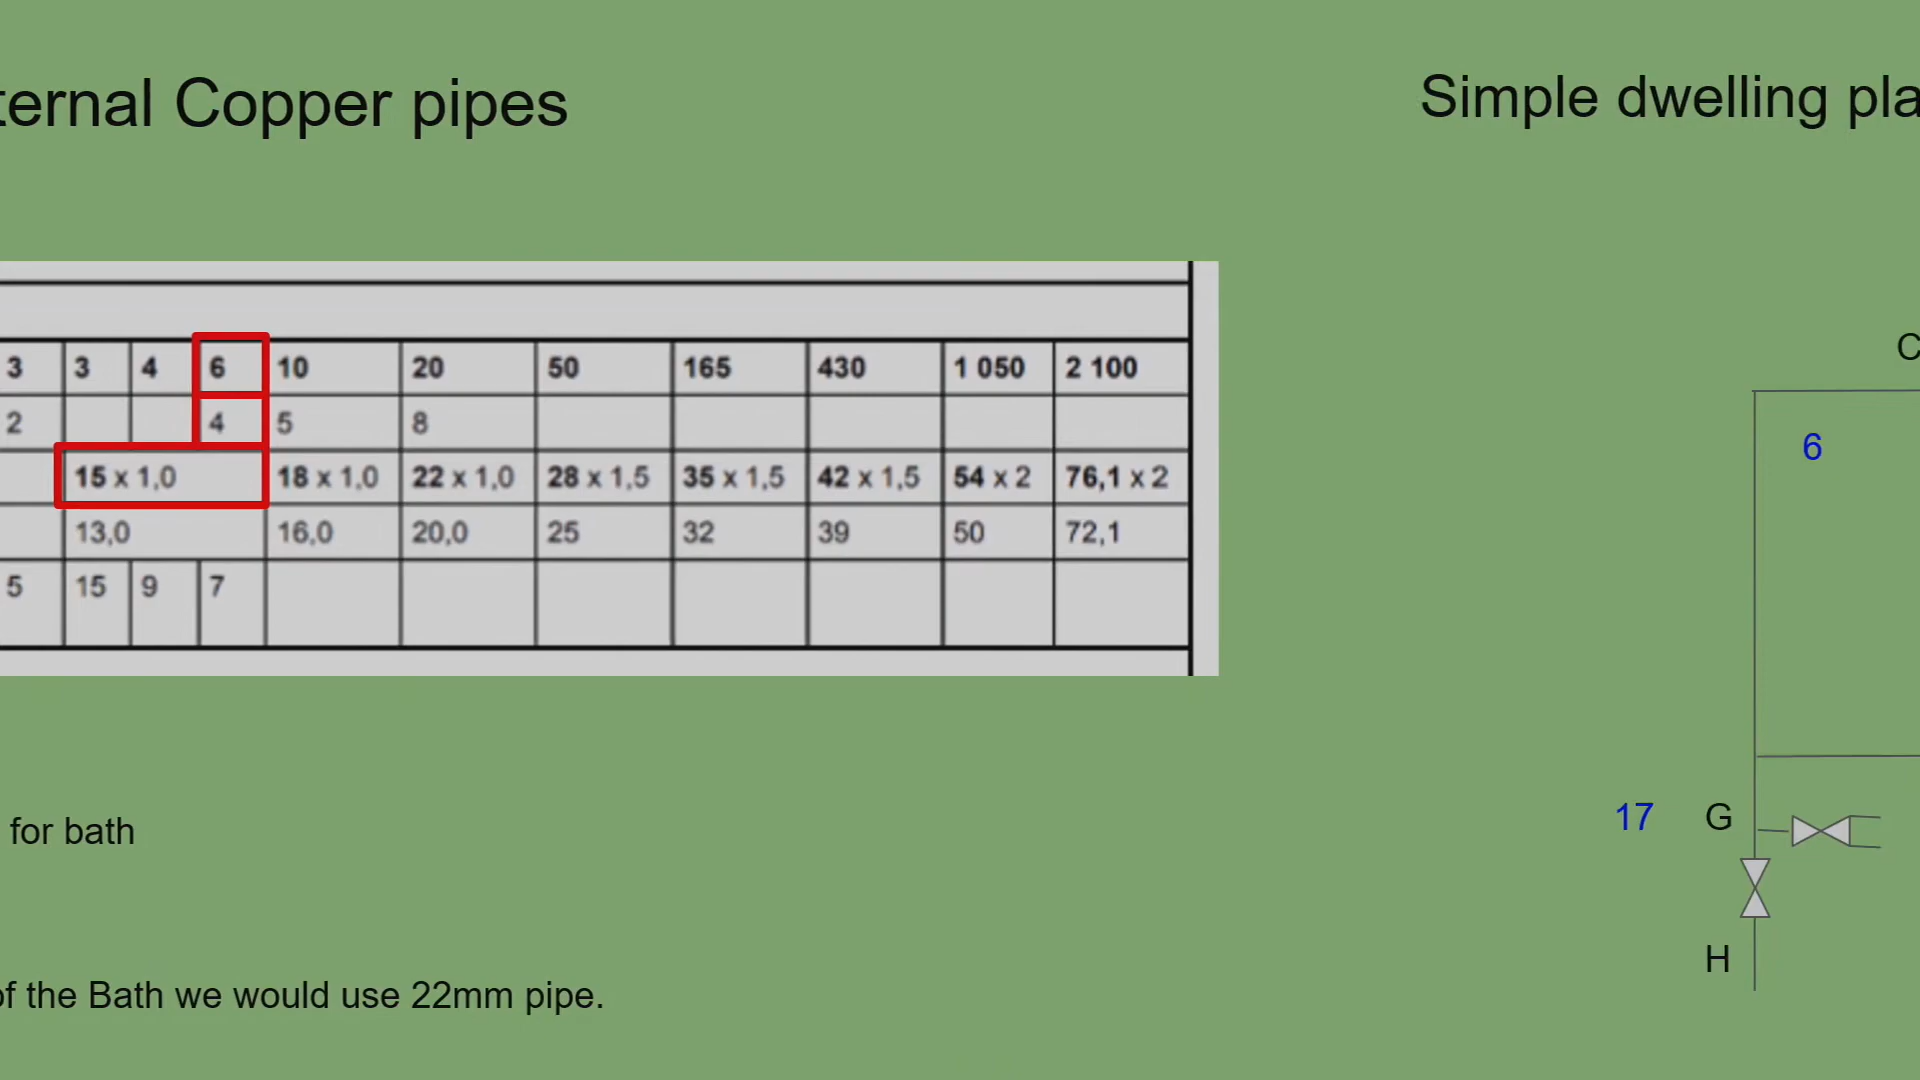 ternal Copper pipes
Simple dwelling pla
3 3 4 6 10 20 50 165 430 1 050 2 100
2 4 5 8
15 x 1,0 18 x 1,0 22 x 1,0 28 x 1,5 35 x 1,5 42 x 1,5 54 x 2 76,1 x 2
13,0 16,0 20,0 25 32 39 50 72,1
5 15 9 7
C
6
17 G
H
for bath
of the Bath we would use 22mm pipe.